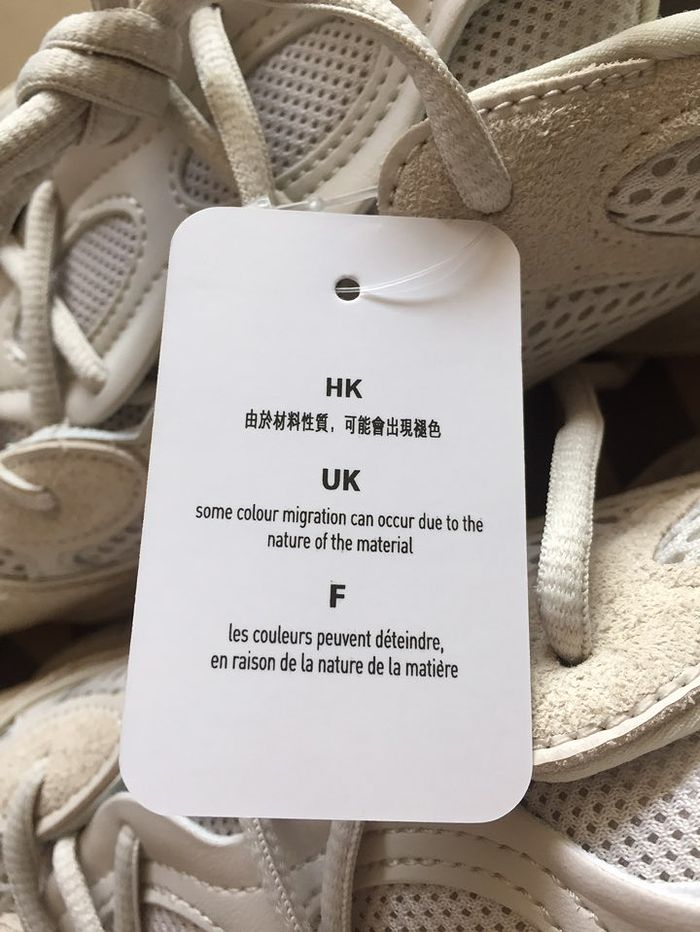 HK
由於材料性質，可能會出現褪色
UK
some colour migration can occur due to the
nature of the material
F
les couleurs peuvent déteindre,
en raison de la nature de la matière